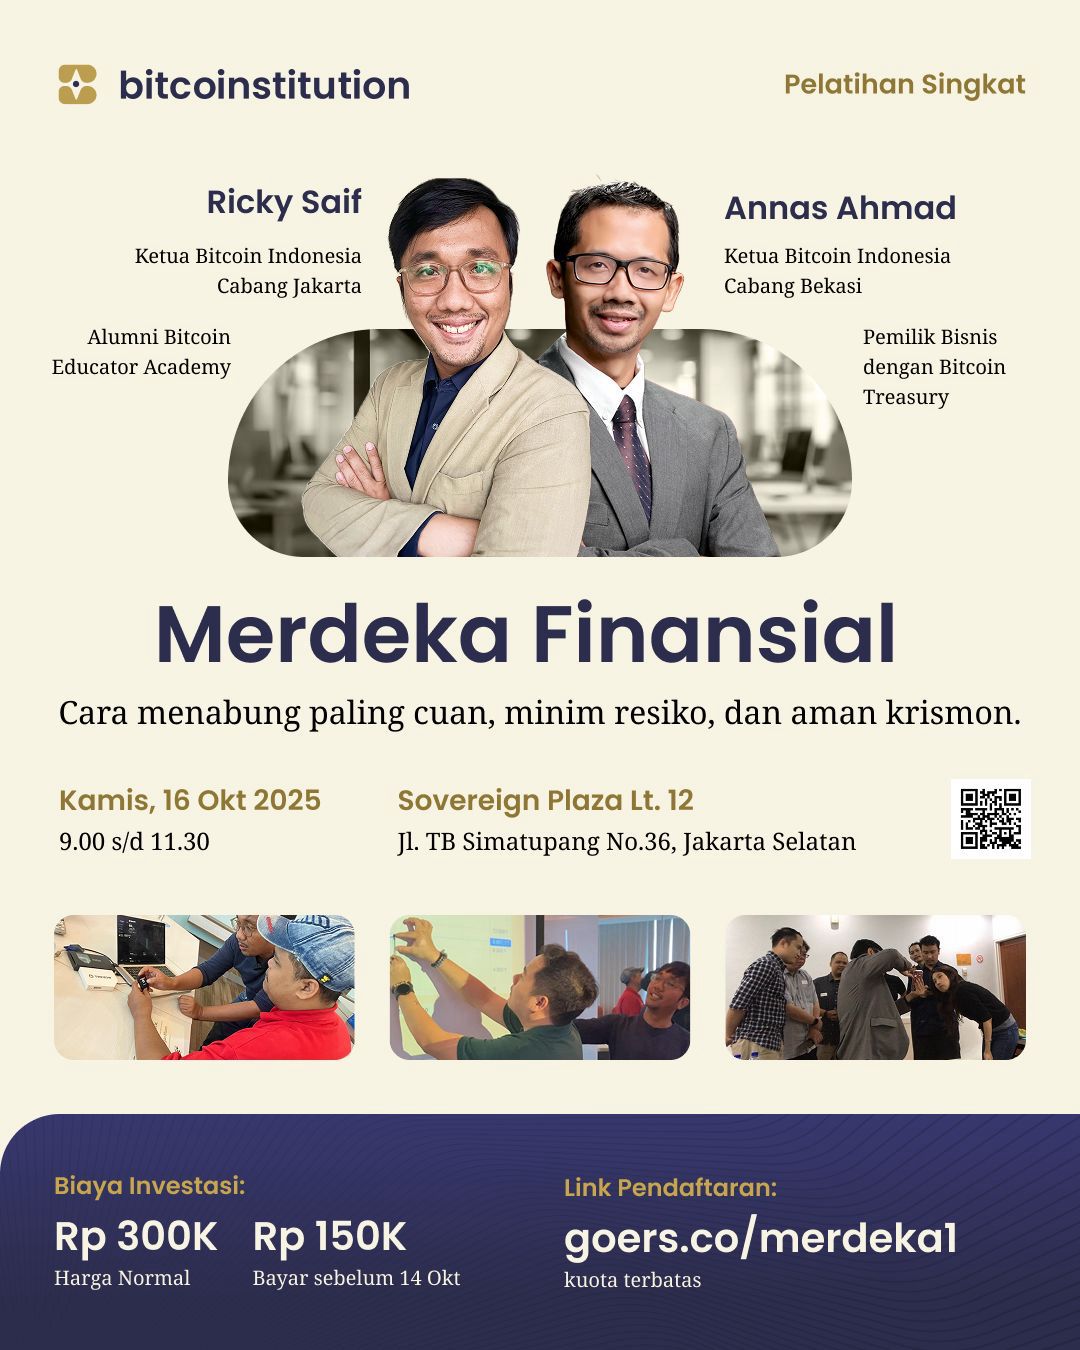 bitcoinstitution
Pelatihan Singkat
Ricky Saif
Ketua Bitcoin Indonesia
Cabang Jakarta
Alumni Bitcoin
Educator Academy
Annas Ahmad
Ketua Bitcoin Indonesia
Cabang Bekasi
Pemilik Bisnis
dengan Bitcoin
Treasury
Merdeka Finansial
Cara menabung paling cuan, minim resiko, dan aman krismon.
Kamis, 16 Okt 2025
9.00 s/d 11.30
Sovereign Plaza Lt. 12
Jl. TB Simatupang No.36, Jakarta Selatan
Biaya Investasi:
Rp 300K
Harga Normal
Rp 150K
Bayar sebelum 14 Okt
Link Pendaftaran:
goers.co/merdeka1
kuota terbatas